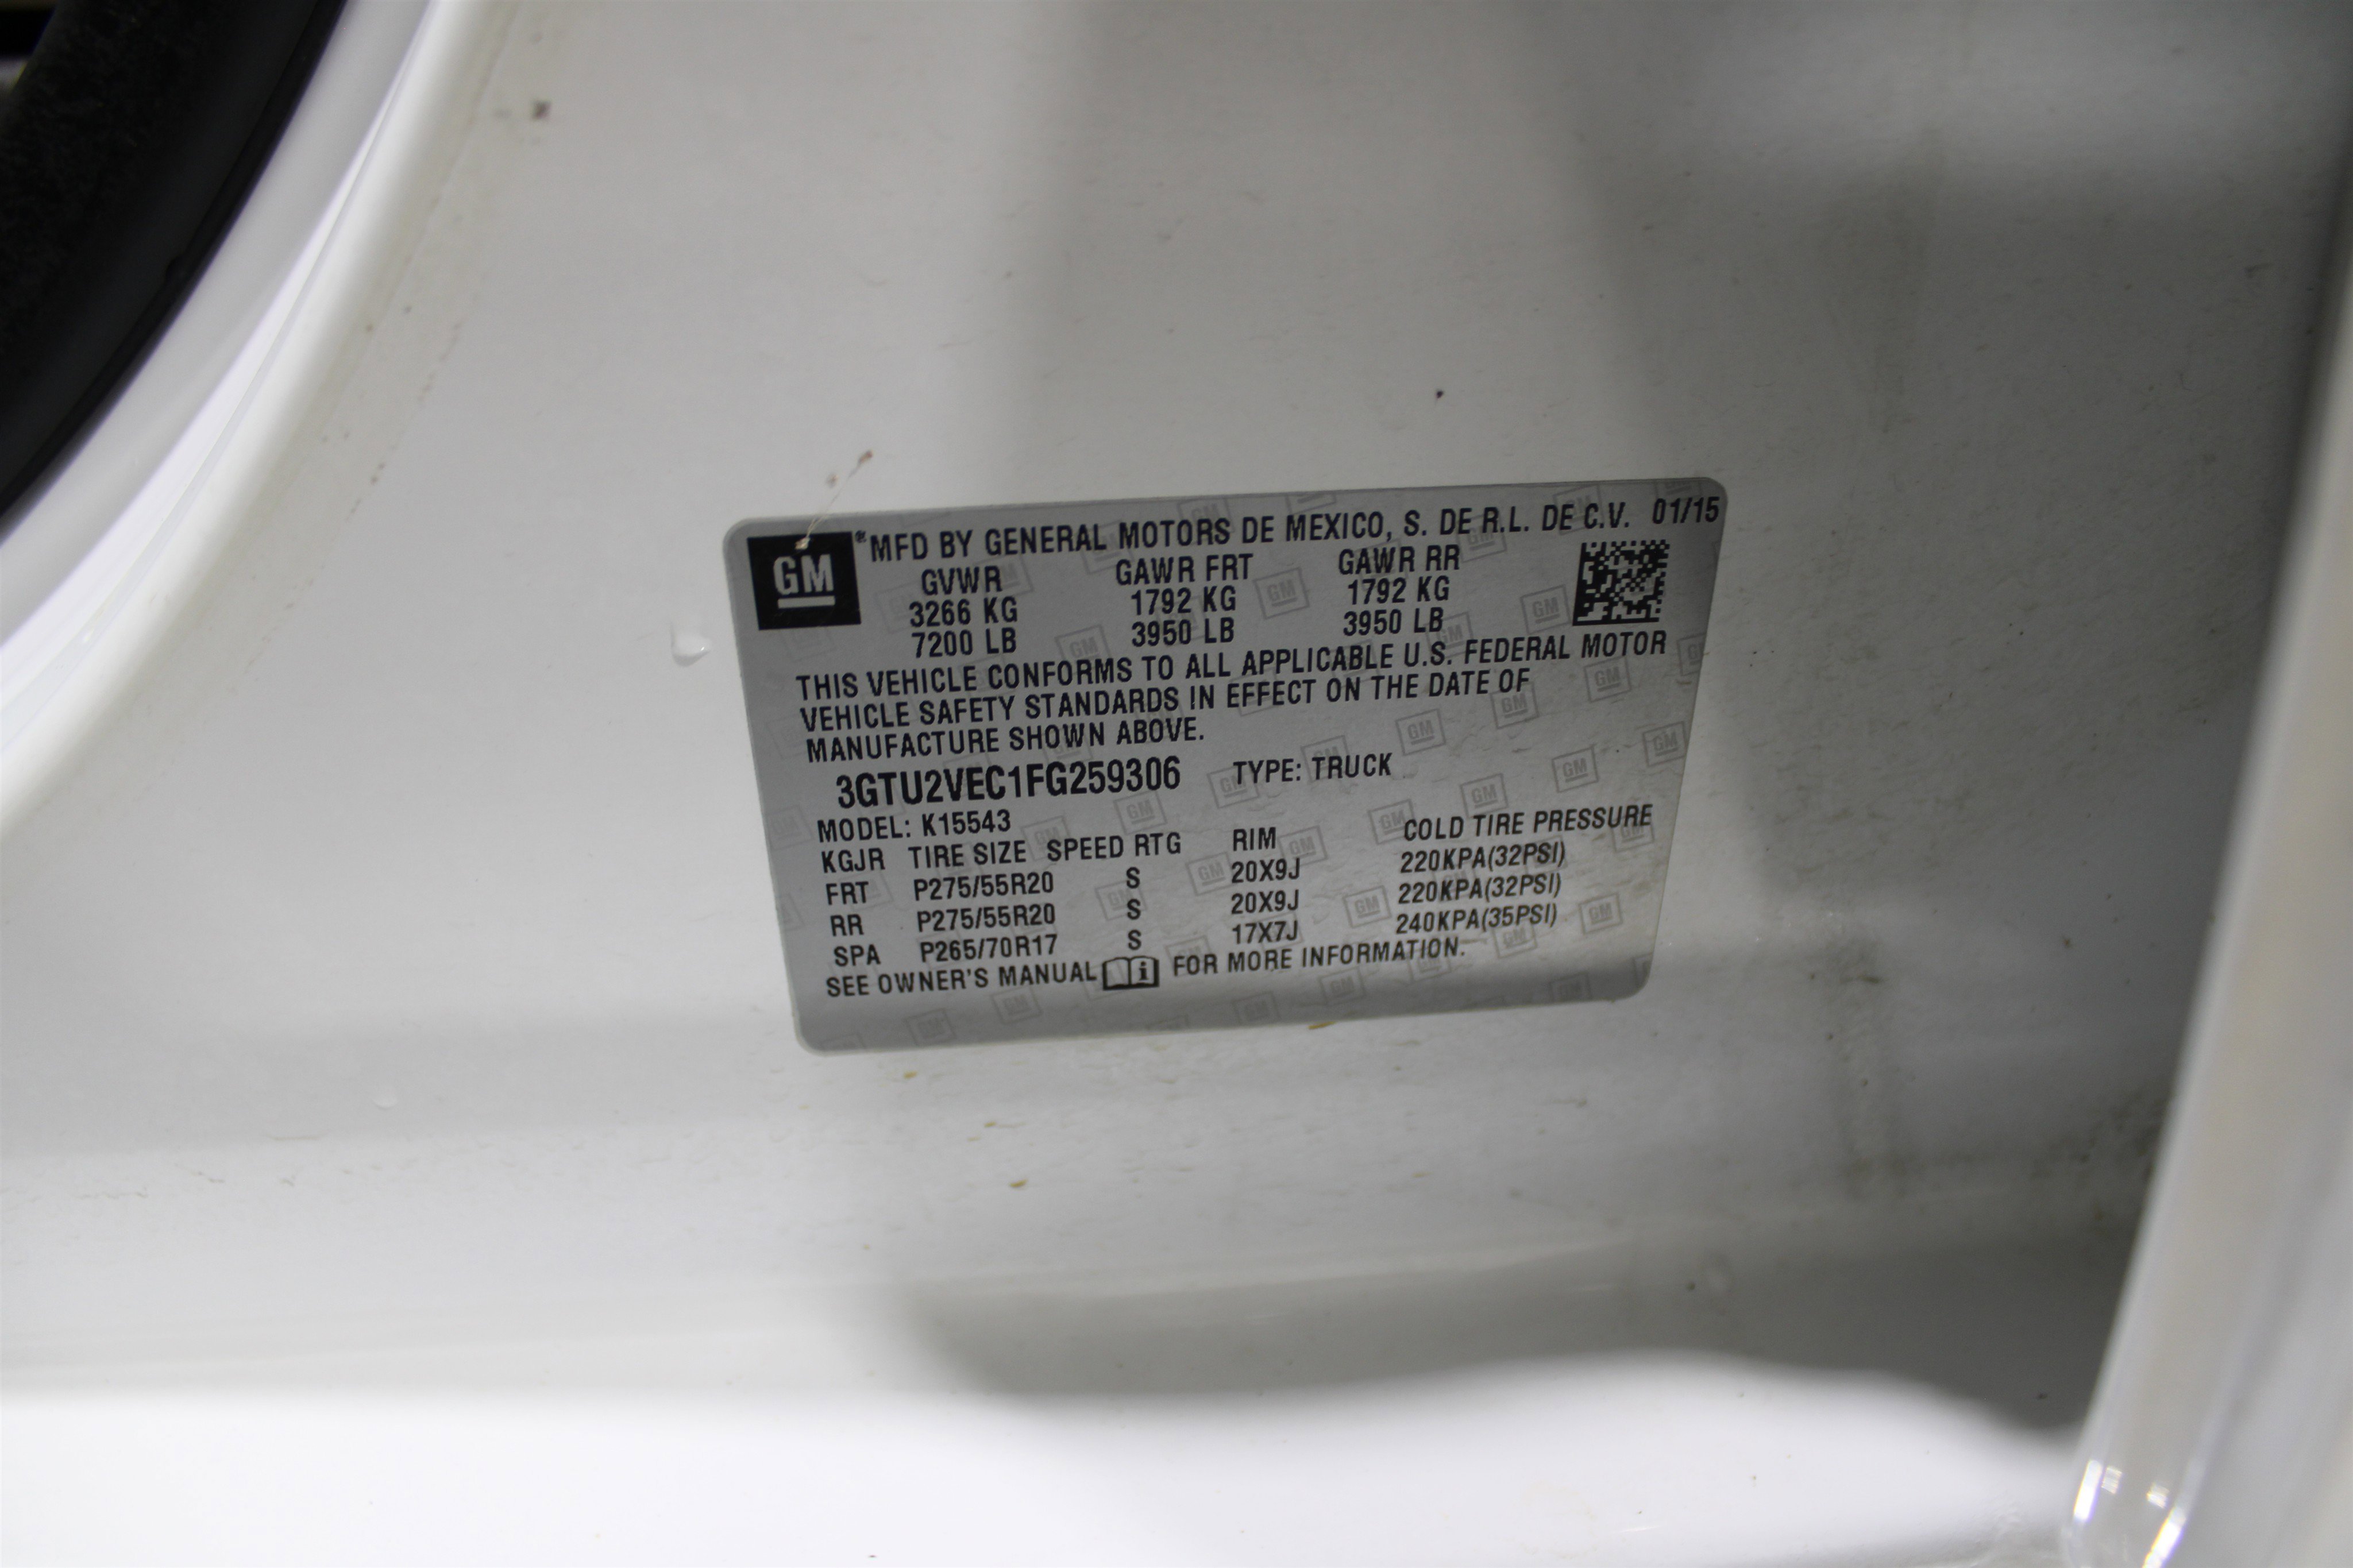 GM ® MFD BY GENERAL MOTORS DE MEXICO, S. DE R.L. DE C.V. 01/15
GVWR GAWR FRT GAWR RR
3266 KG 1792 KG 1792 KG
7200 LB 3950 LB 3950 LB
THIS VEHICLE CONFORMS TO ALL APPLICABLE U.S. FEDERAL MOTOR
VEHICLE SAFETY STANDARDS IN EFFECT ON THE DATE OF
MANUFACTURE SHOWN ABOVE.
3GTU2VEC1FG259306 TYPE: TRUCK
MODEL: K15543
KGJR TIRE SIZE SPEED RTG RIM COLD TIRE PRESSURE
FRT P275/55R20 S 20X9J 220KPA(32PSI)
RR P275/55R20 S 20X9J 220KPA(32PSI)
SPA P265/70R17 S 17X7J 240KPA(35PSI)
SEE OWNER'S MANUAL i FOR MORE INFORMATION.